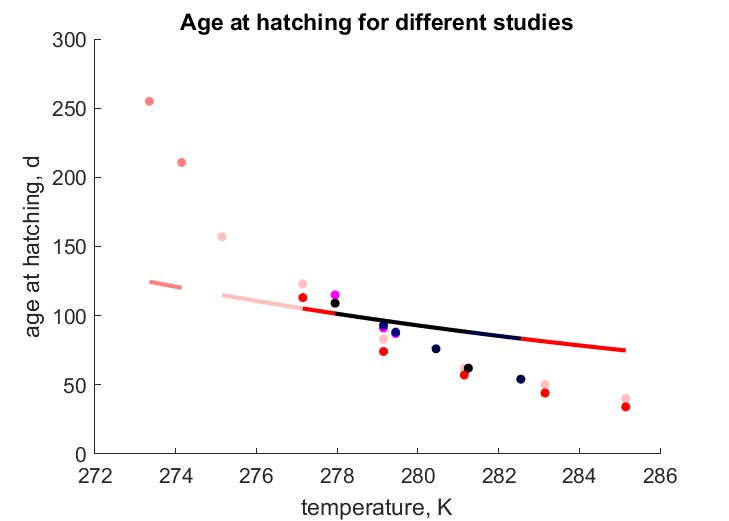 Age at hatching for different studies
300
250
200
150
100
50
0
age at hatching, d
272 274 276 278 280 282 284 286
temperature, K